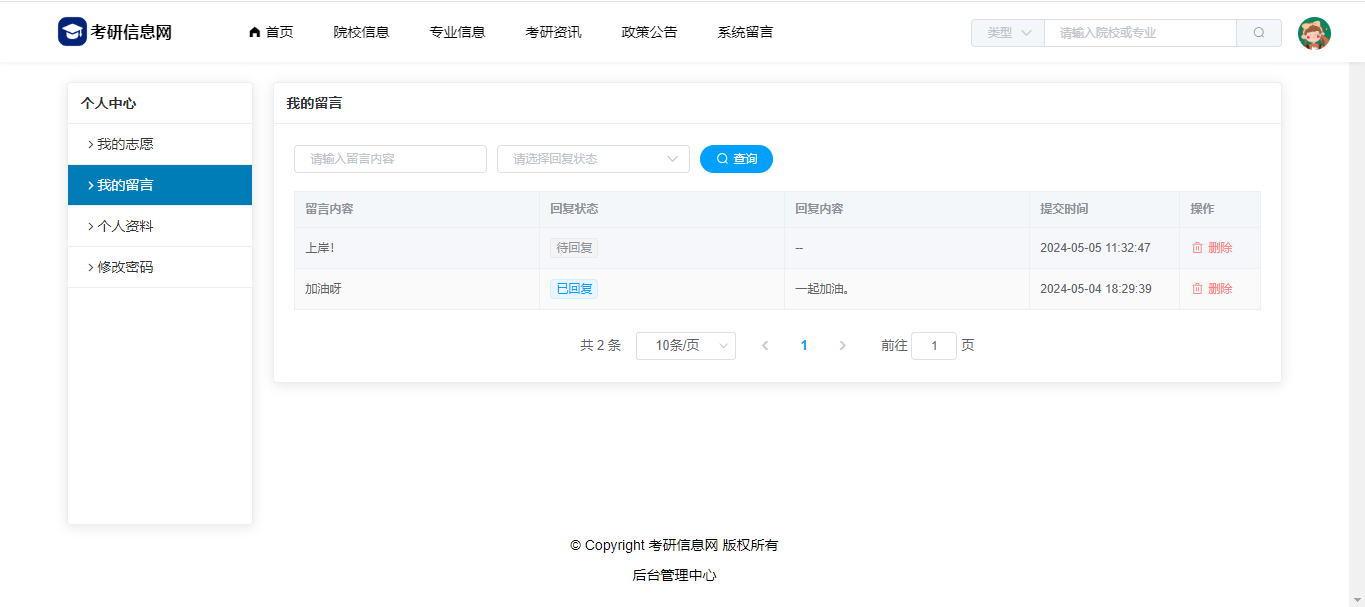 考研信息网 首页 院校信息 专业信息 考研资讯 政策公告 系统留言 类型 请输入院校或专业
个人中心
我的志愿
我的留言
个人资料
修改密码
我的留言
请输入留言内容 请选择回复状态 查询
留言内容 回复状态 回复内容 提交时间 操作
上岸! 待回复 -- 2024-05-05 11:32:47 删除
加油呀 已回复 一起加油。 2024-05-04 18:29:39 删除
共 2 条 10条/页 1 前往 1 页
© Copyright 考研信息网 版权所有
后台管理中心